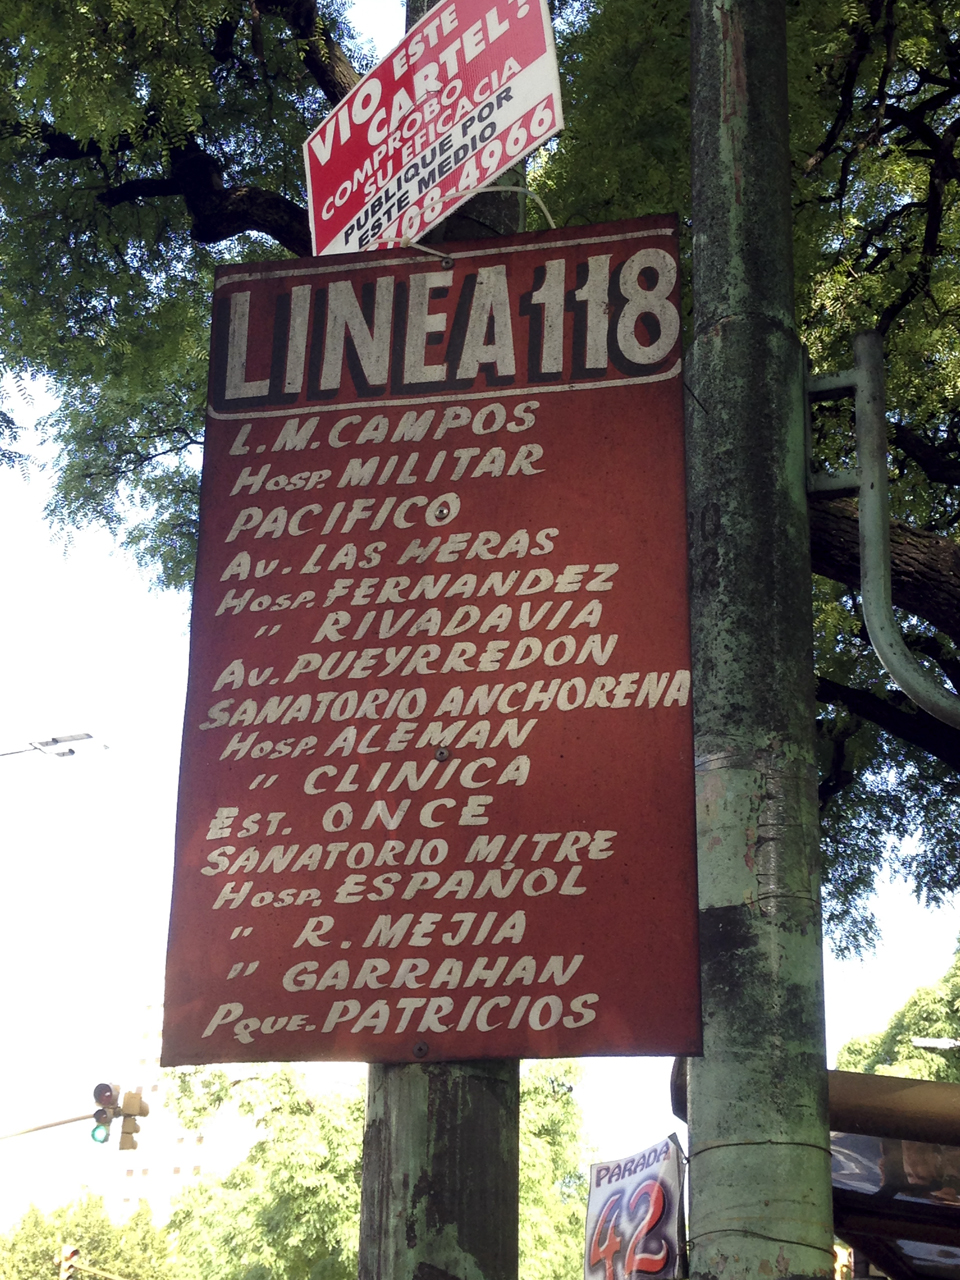 VIO ESTE
CARTEL?
COMPROBO
SU EFICACIA
PUBLIQUE POR
ESTE MEDIO
LINEA 118
L.M. CAMPOS
Hosp. MILITAR
PACIFICO
Av. LAS HERAS
Hosp. FERNANDEZ
" RIVADAVIA
Av. PUEYRREDON
SANATORIO ANCHORENA
Hosp. ALEMAN
" CLINICA
EST. ONCE
SANATORIO MITRE
Hosp. ESPAÑOL
" R. MEJIA
" GARRAHAN
PQUE. PATRICIOS
PARADA
42